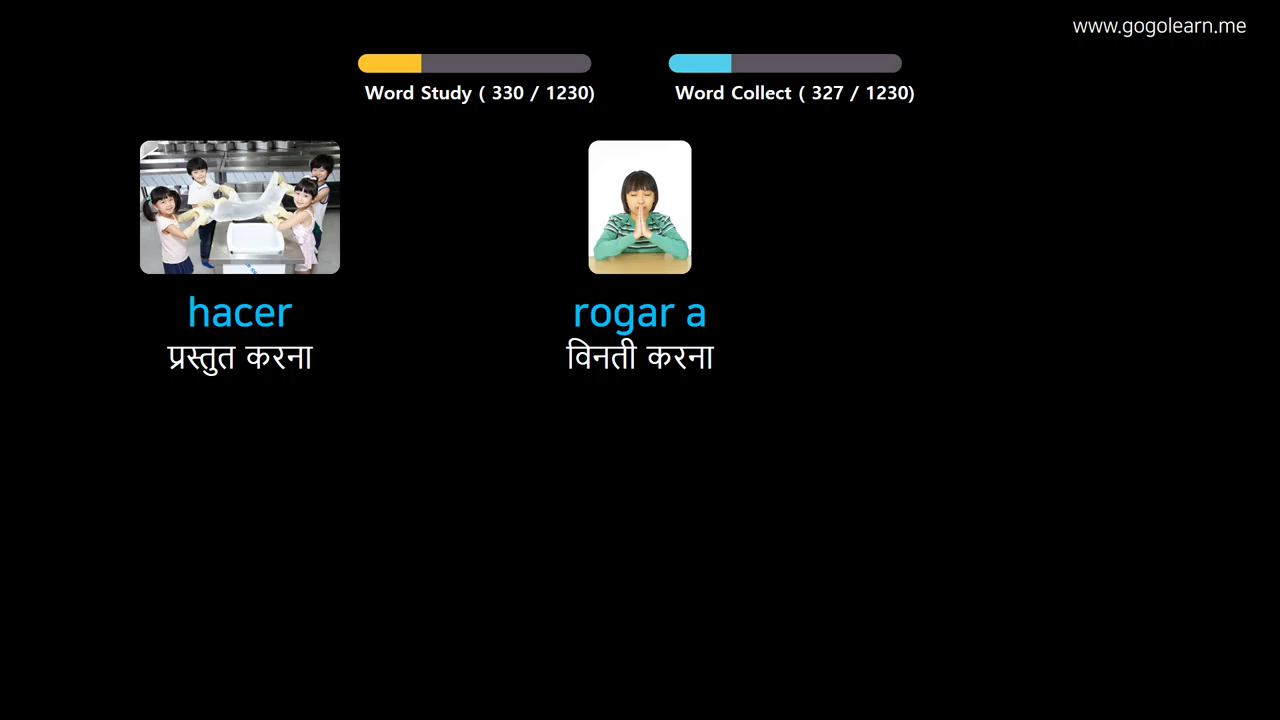 www.gogolearn.me
Word Study ( 330 / 1230)
Word Collect ( 327 / 1230)
hacer
प्रस्तुत करना
rogar a
विनती करना